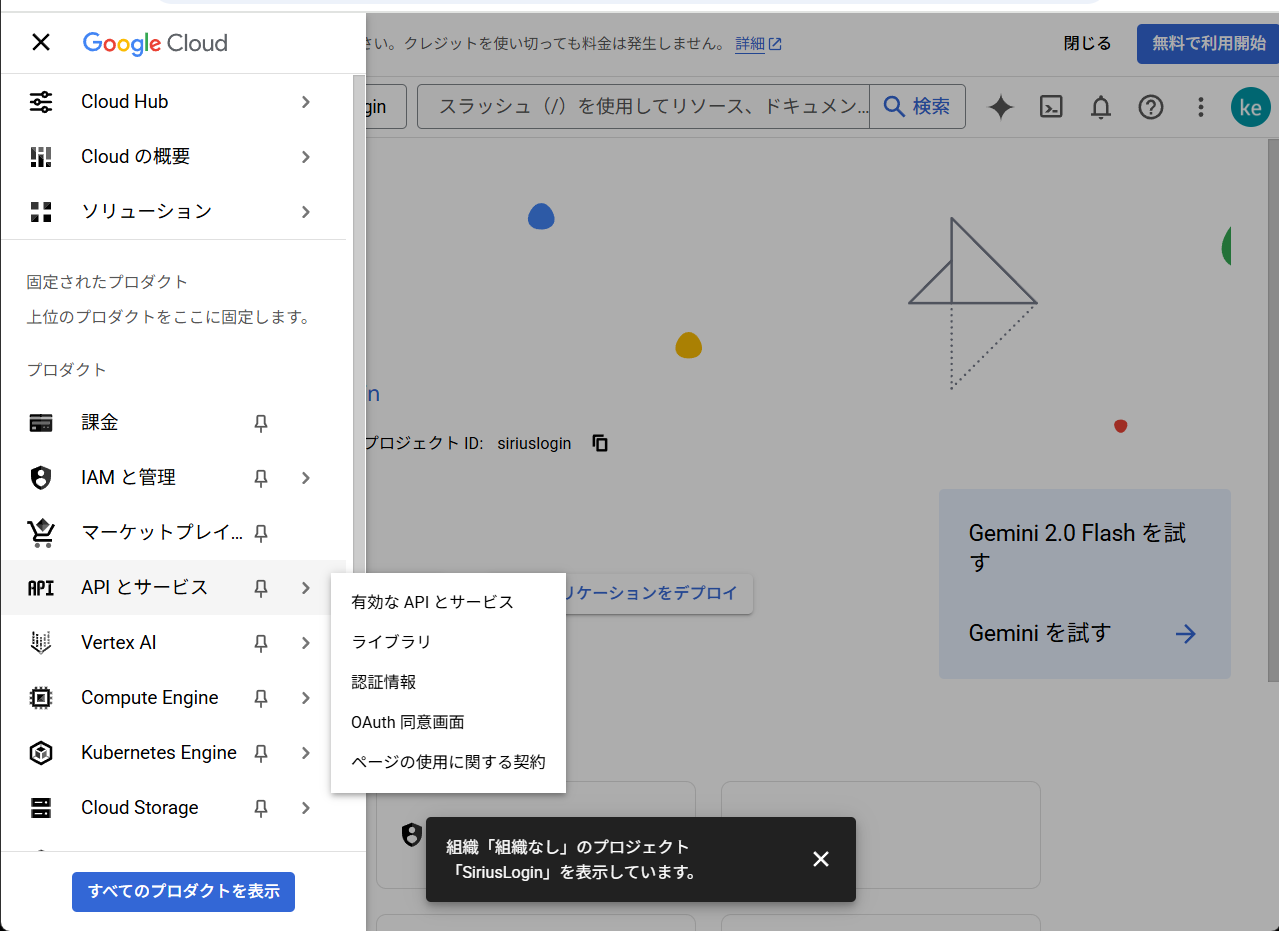 Google Cloud
Cloud Hub
Cloud の概要
ソリューション
固定されたプロダクト
上位のプロダクトをここに固定します。
プロダクト
課金
IAM と管理
マーケットプレイ...
API API とサービス
Vertex AI
Compute Engine
Kubernetes Engine
Cloud Storage
すべてのプロダクトを表示
有効な API とサービス
ライブラリ
認証情報
OAuth 同意画面
ページの使用に関する契約
さい。クレジットを使い切っても料金は発生しません。 詳細
閉じる
無料で利用開始
gin
スラッシュ（/）を使用してリソース、ドキュメン...
検索
ke
n
プロジェクト ID: siriuslogin
リケーションをデプロイ
Gemini 2.0 Flash を試
す
Gemini を試す
組織「組織なし」のプロジェクト
「SiriusLogin」を表示しています。